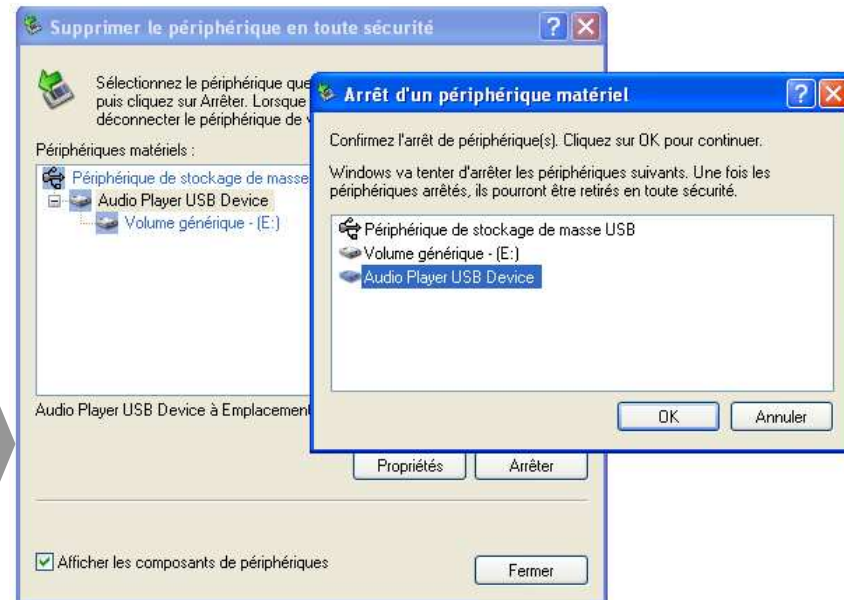 Supprimer le périphérique en toute sécurité
Sélectionnez le périphérique que
puis cliquez sur Arrêter. Lorsque
déconnecter le périphérique de
Périphériques matériels :
Périphérique de stockage de masse
Audio Player USB Device
Volume générique - (E:)
Audio Player USB Device à Emplacement
Propriétés
Arrêter
Afficher les composants de périphériques
Fermer
Arrêt d'un périphérique matériel
Confirmez l'arrêt de périphérique(s). Cliquez sur OK pour continuer.
Windows va tenter d'arrêter les périphériques suivants. Une fois les
périphériques arrêtés, ils pourront être retirés en toute sécurité.
Périphérique de stockage de masse USB
Volume générique - (E:)
Audio Player USB Device
OK
Annuler